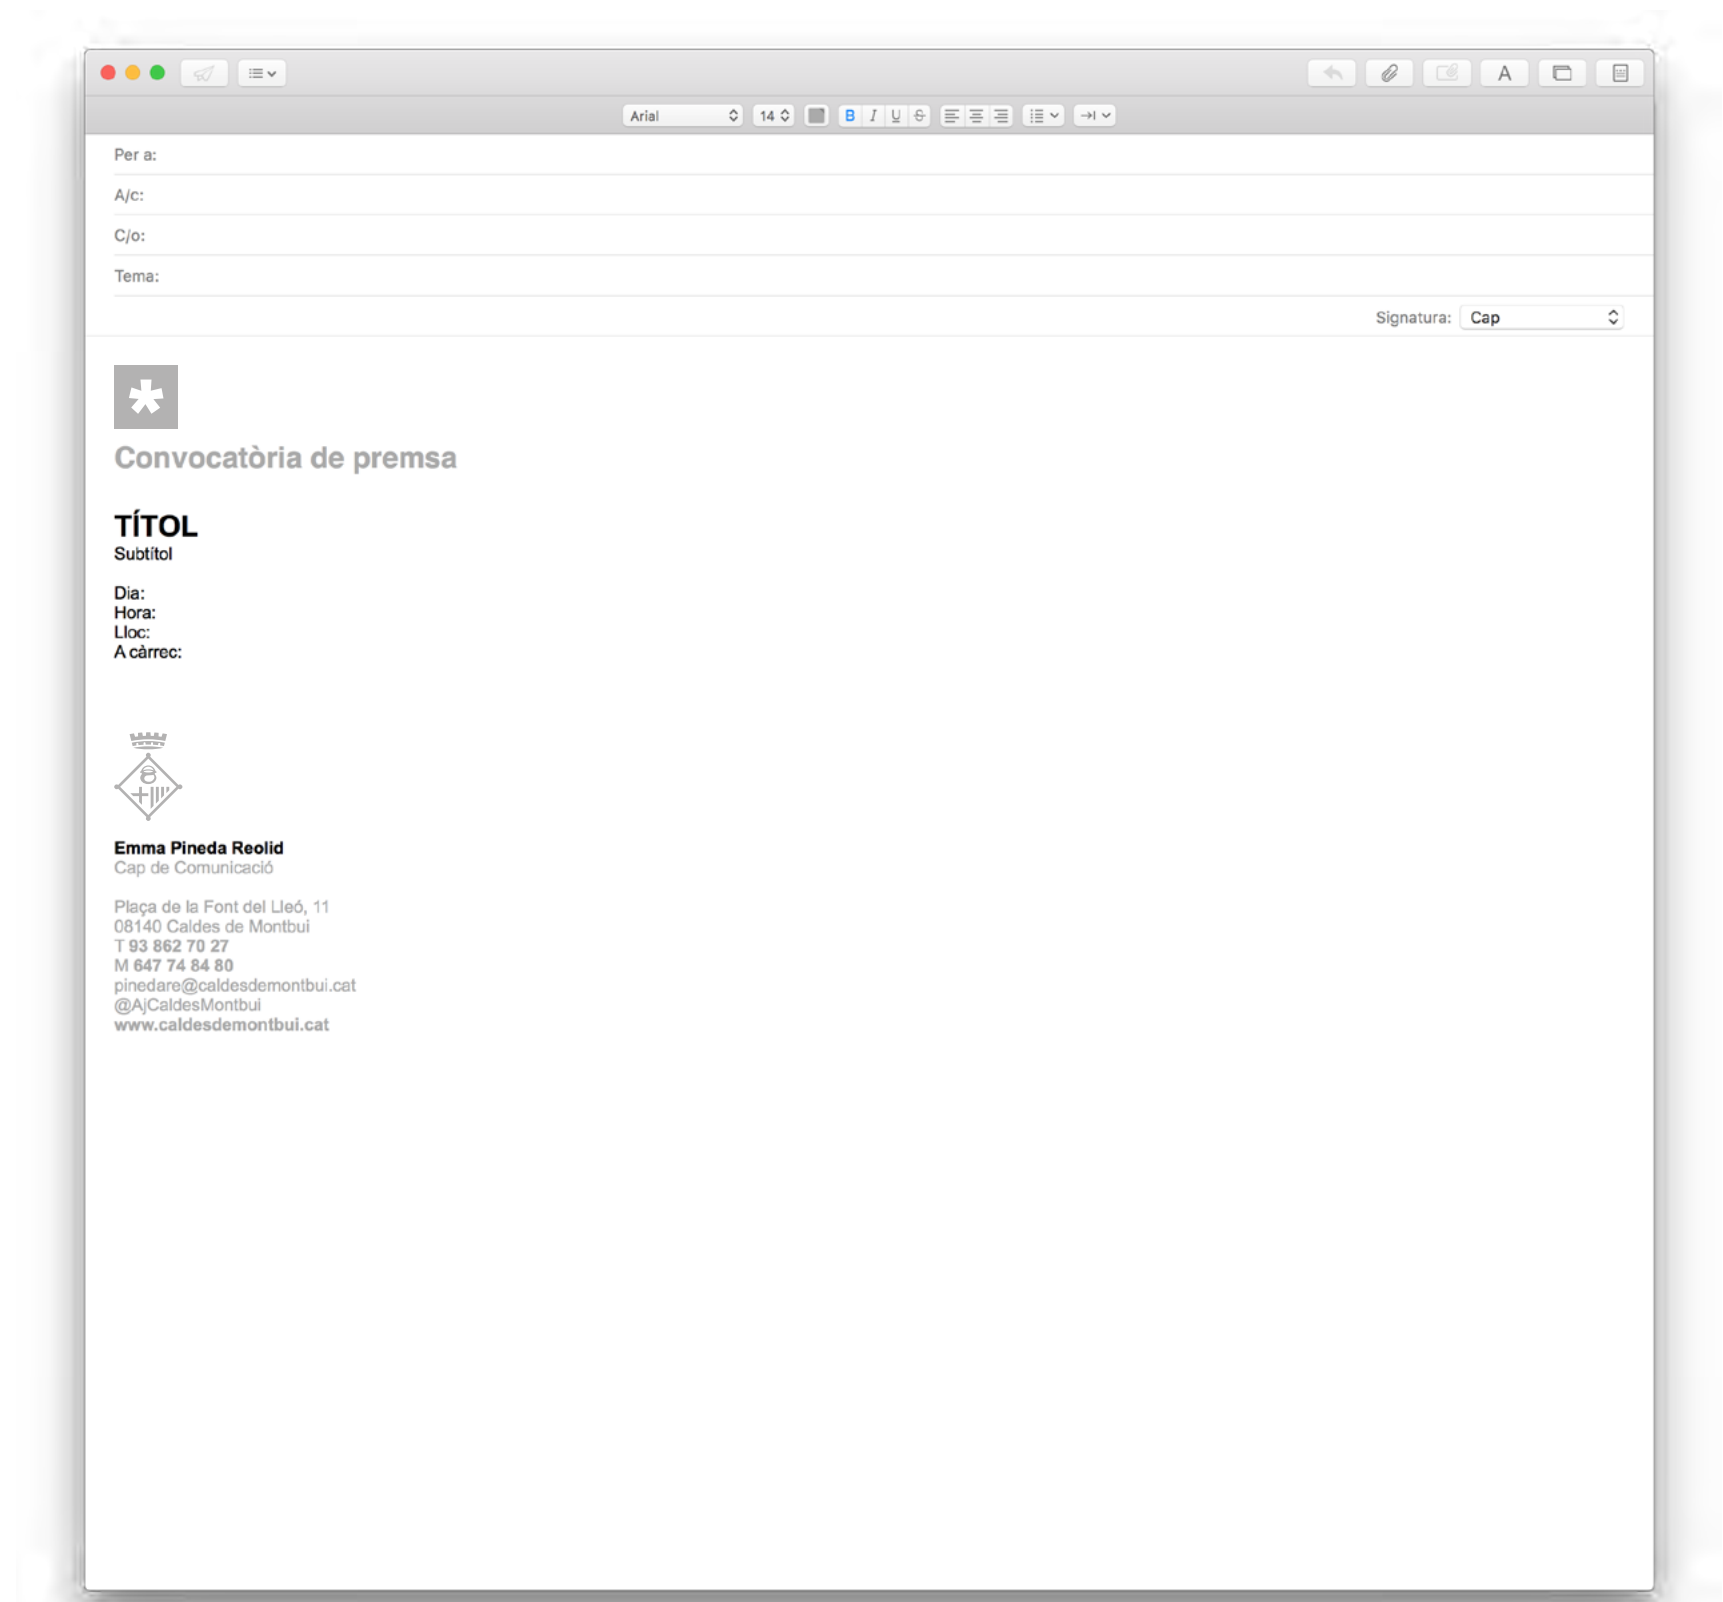 Arial 14 B I U S
A
Per a:
A/c:
C/o:
Tema:
Signatura: Cap
*
Convocatòria de premsa
TÍTOL
Subtítol
Dia:
Hora:
Lloc:
A càrrec:
Emma Pineda Reolid
Cap de Comunicació
Plaça de la Font del Lleó, 11
08140 Caldes de Montbui
T 93 862 70 27
M 647 74 84 80
pinedare@caldesdemontbui.cat
@AjCaldesMontbui
www.caldesdemontbui.cat